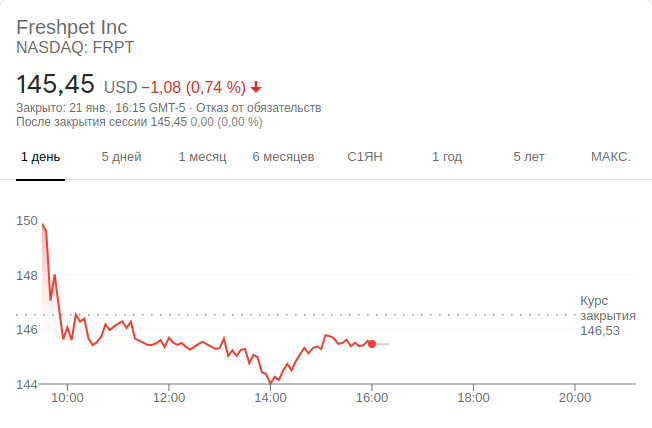 Freshpet Inc
NASDAQ: FRPT
145,45 USD −1,08 (0,74 %)
Закрыто: 21 янв., 16:15 GMT-5 · Отказ от обязательств
После закрытия сессии 145,45 0,00 (0,00 %)
1 день 5 дней 1 месяц 6 месяцев С1ЯН 1 год 5 лет МАКС.
150
148
Курс
закрытия
146,53
146
144
10:00 12:00 14:00 16:00 18:00 20:00